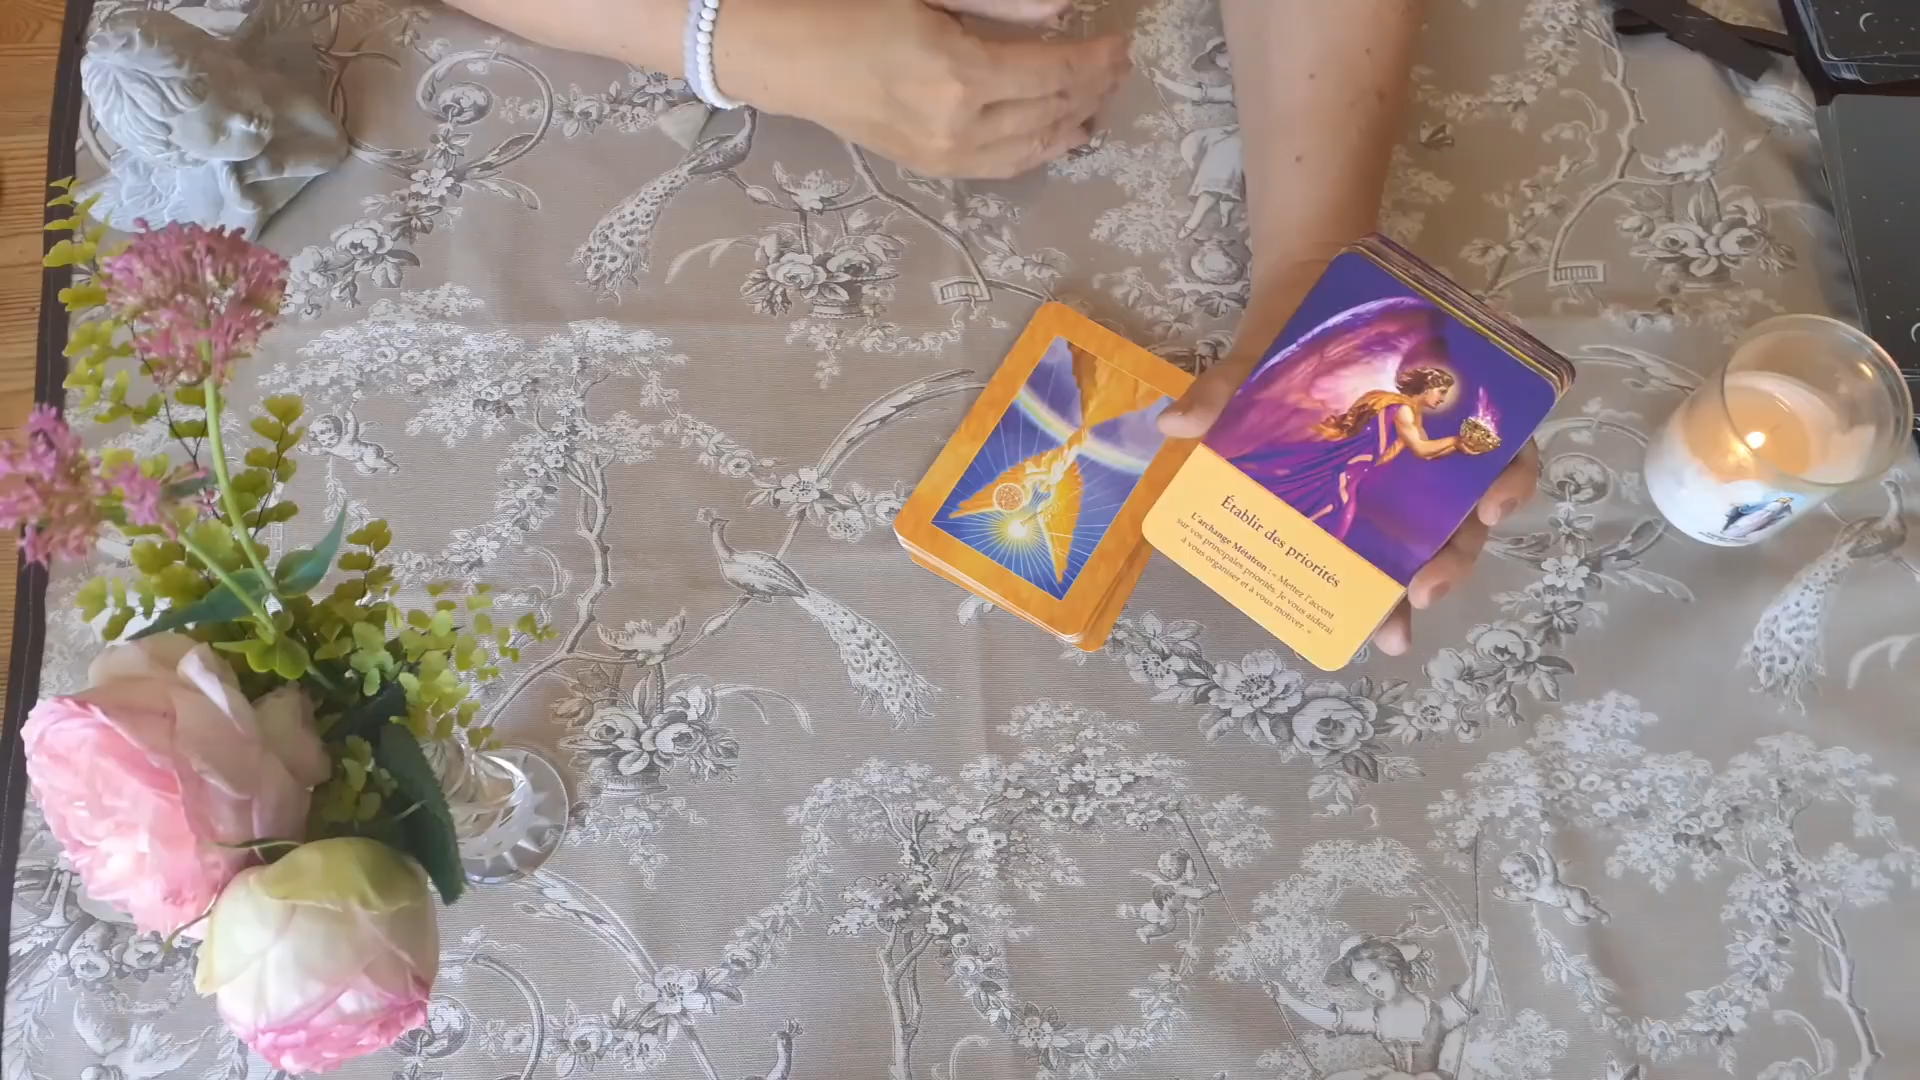 Établir des priorités
L'archange Métatron : « Mettez l'accent
sur vos principales priorités. Je vous aiderai
à vous organiser et à vous motiver. »